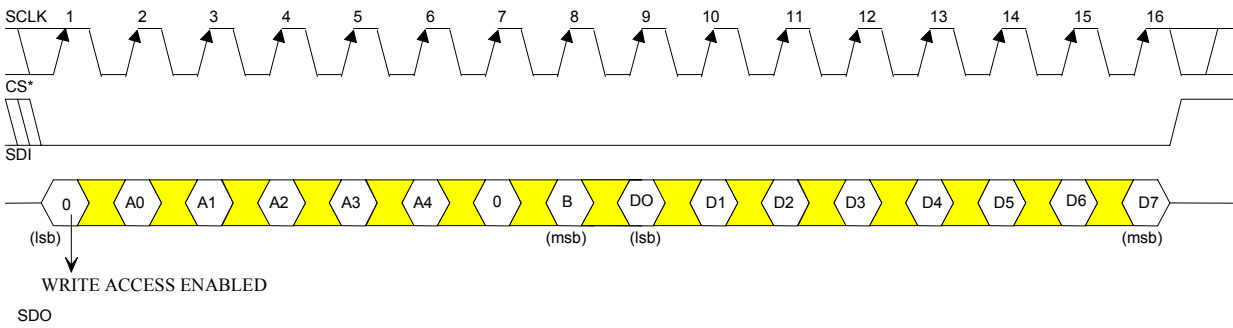 SCLK 1 2 3 4 5 6 7 8 9 10 11 12 13 14 15 16
CS*
SDI
0 A0 A1 A2 A3 A4 0 B DO D1 D2 D3 D4 D5 D6 D7
(lsb) (msb) (lsb) (msb)
WRITE ACCESS ENABLED
SDO